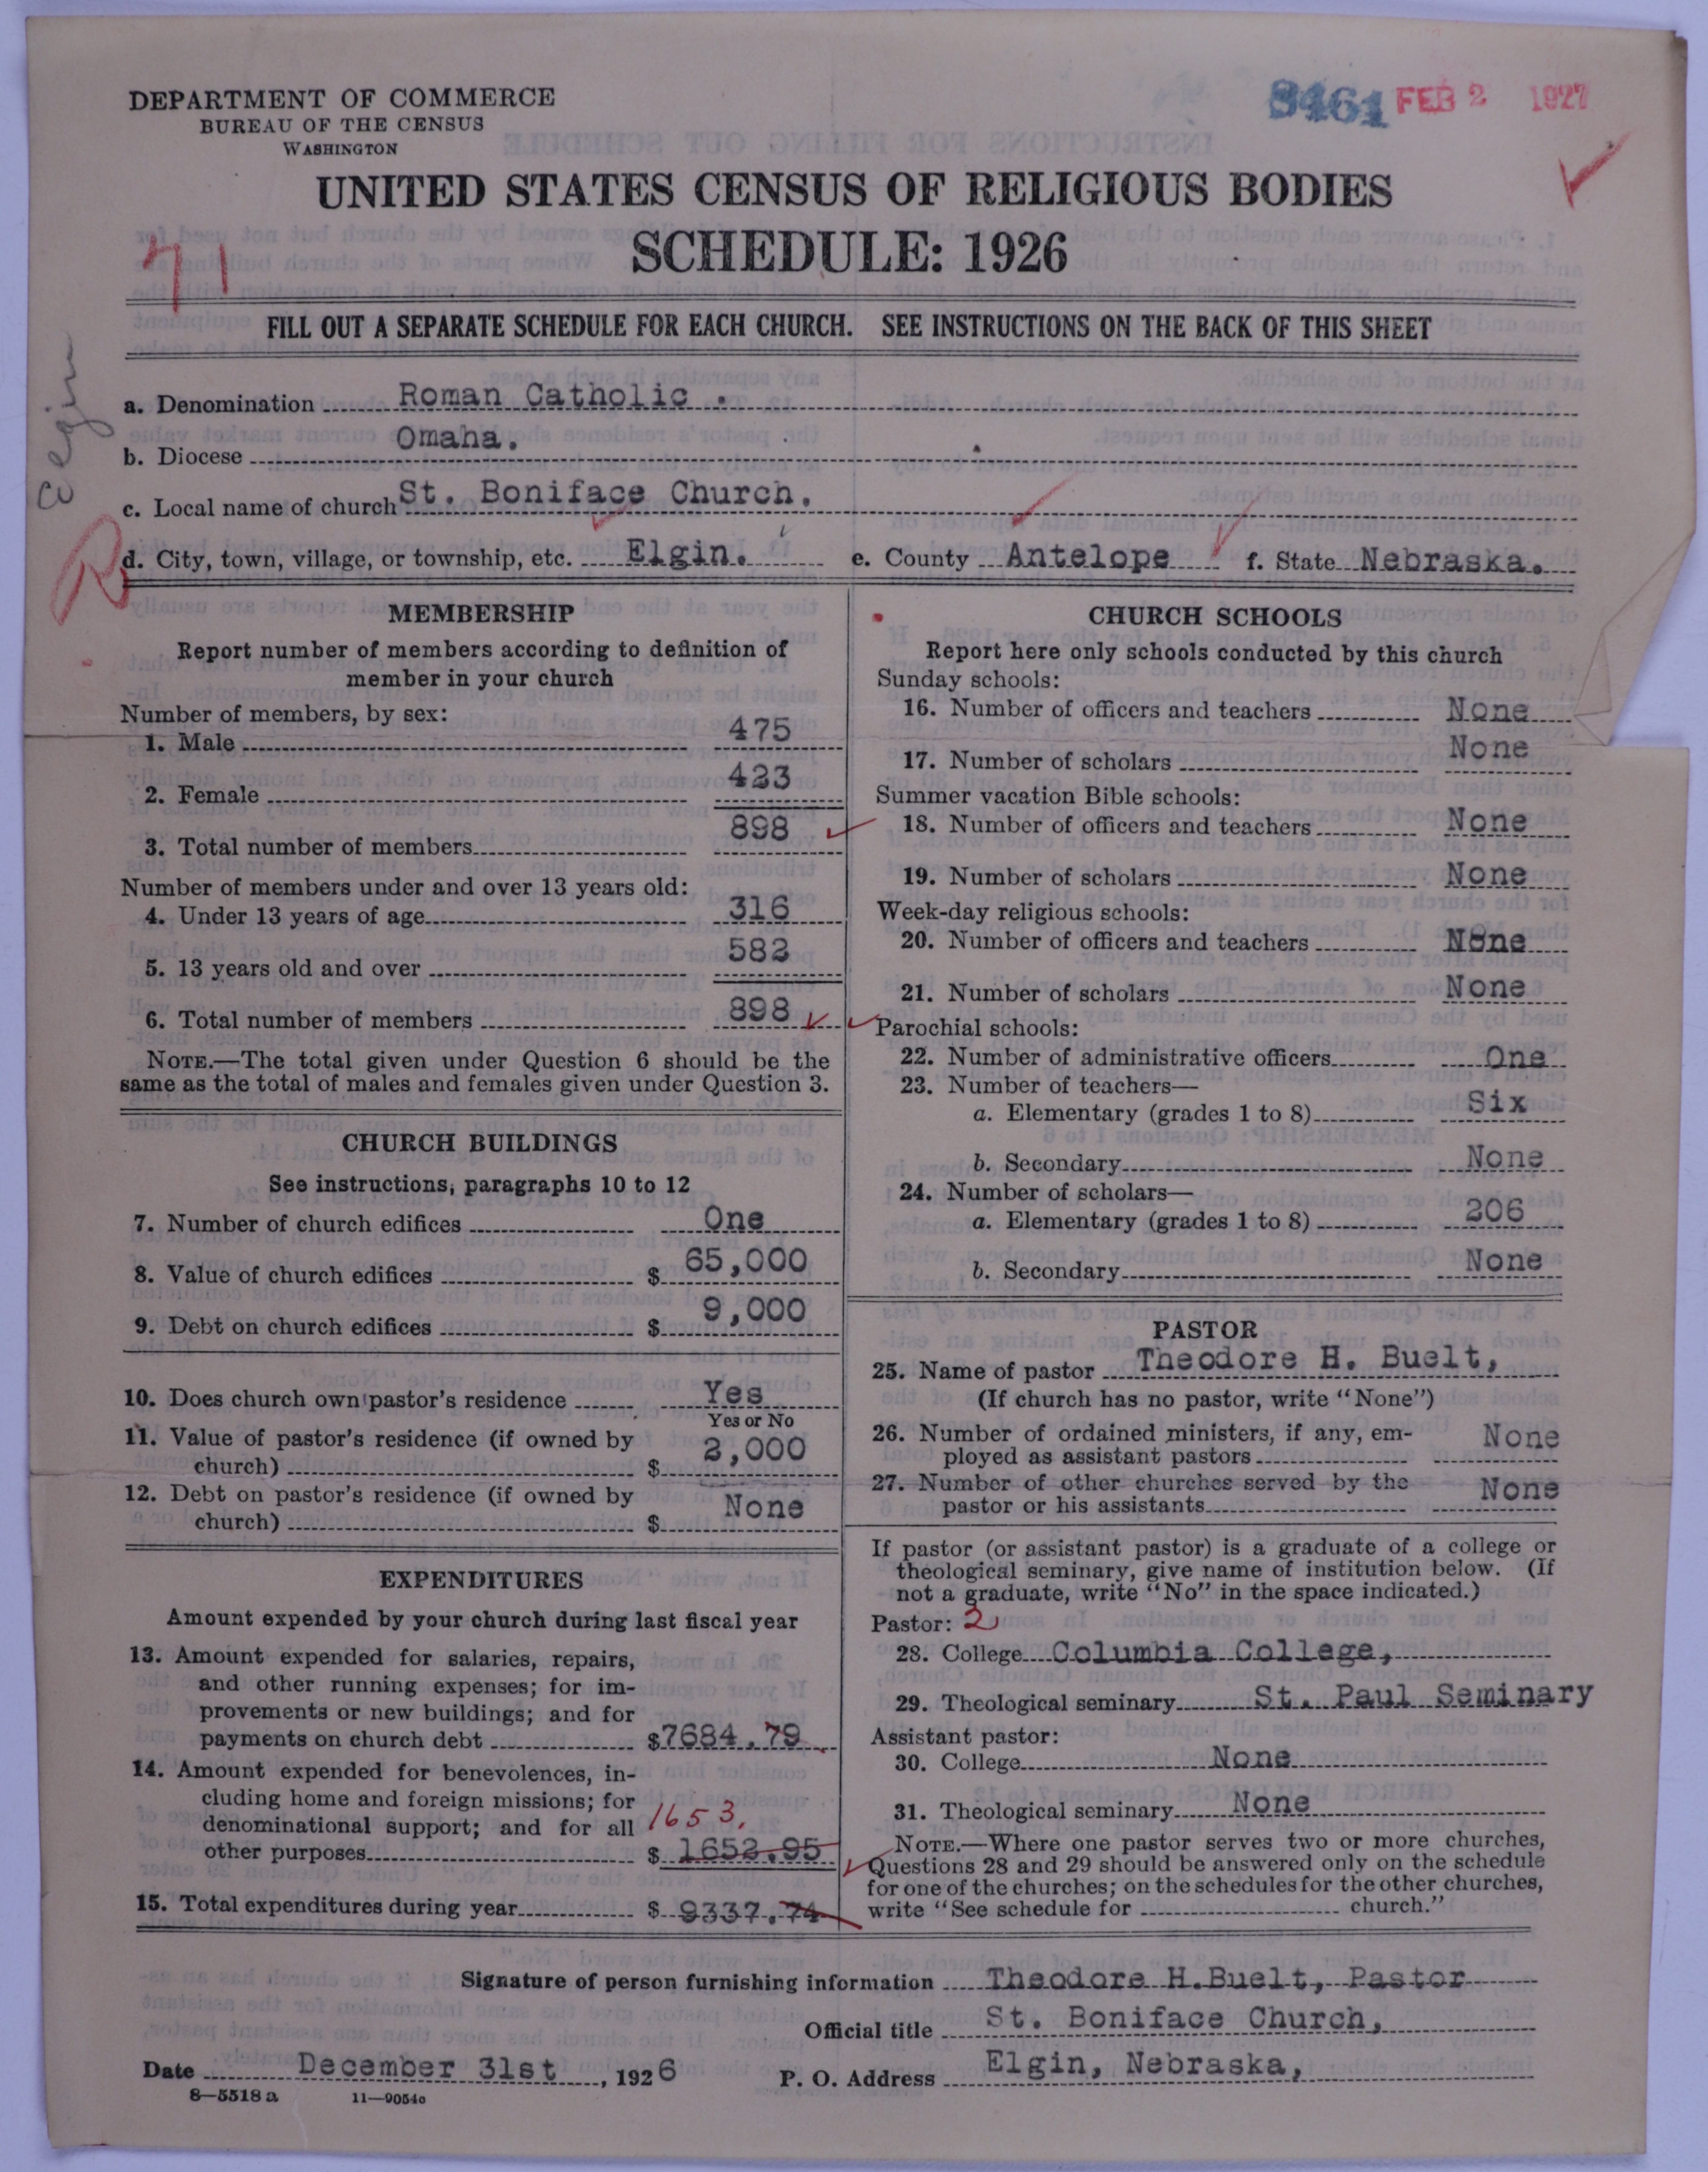 DEPARTMENT OF COMMERCE
BUREAU OF THE CENSUS
WASHINGTON
8461 FEB 2 1927
UNITED STATES CENSUS OF RELIGIOUS BODIES
SCHEDULE: 1926
71
FILL OUT A SEPARATE SCHEDULE FOR EACH CHURCH. SEE INSTRUCTIONS ON THE BACK OF THIS SHEET
Elgin
a. Denomination Roman Catholic .
b. Diocese Omaha.
c. Local name of church St. Boniface Church.
R
d. City, town, village, or township, etc. Elgin. e. County Antelope f. State Nebraska.
MEMBERSHIP
Report number of members according to definition of
member in your church
Number of members, by sex:
1. Male 475
2. Female 423
3. Total number of members 898
Number of members under and over 13 years old:
4. Under 13 years of age 316
5. 13 years old and over 582
6. Total number of members 898
NOTE.—The total given under Question 6 should be the
same as the total of males and females given under Question 3.
CHURCH BUILDINGS
See instructions, paragraphs 10 to 12
7. Number of church edifices One
8. Value of church edifices $ 65,000
9. Debt on church edifices $ 9,000
10. Does church own pastor's residence Yes
Yes or No
11. Value of pastor's residence (if owned by
church) $ 2,000
12. Debt on pastor's residence (if owned by
church) $ None
EXPENDITURES
Amount expended by your church during last fiscal year
13. Amount expended for salaries, repairs,
and other running expenses; for im-
provements or new buildings; and for
payments on church debt $7684.79
14. Amount expended for benevolences, in-
cluding home and foreign missions; for
denominational support; and for all 1653.
other purposes $ 1652.95
15. Total expenditures during year $ 9337.74
CHURCH SCHOOLS
Report here only schools conducted by this church
Sunday schools:
16. Number of officers and teachers None
17. Number of scholars None
Summer vacation Bible schools:
18. Number of officers and teachers None
19. Number of scholars None
Week-day religious schools:
20. Number of officers and teachers None
21. Number of scholars None
Parochial schools:
22. Number of administrative officers One
23. Number of teachers—
a. Elementary (grades 1 to 8) Six
b. Secondary None
24. Number of scholars—
a. Elementary (grades 1 to 8) 206
b. Secondary None
PASTOR
25. Name of pastor Theodore H. Buelt,
(If church has no pastor, write "None")
26. Number of ordained ministers, if any, em-
ployed as assistant pastors None
27. Number of other churches served by the
pastor or his assistants None
If pastor (or assistant pastor) is a graduate of a college or
theological seminary, give name of institution below. (If
not a graduate, write "No" in the space indicated.)
Pastor: 2
28. College Columbia College,
29. Theological seminary St. Paul Seminary
Assistant pastor:
30. College None
31. Theological seminary None
NOTE.—Where one pastor serves two or more churches,
Questions 28 and 29 should be answered only on the schedule
for one of the churches; on the schedules for the other churches,
write "See schedule for church."
Signature of person furnishing information Theodore H.Buelt, Pastor
Official title St. Boniface Church,
Date December 31st , 1926 P. O. Address Elgin, Nebraska,
8—5518 a 11—9054c